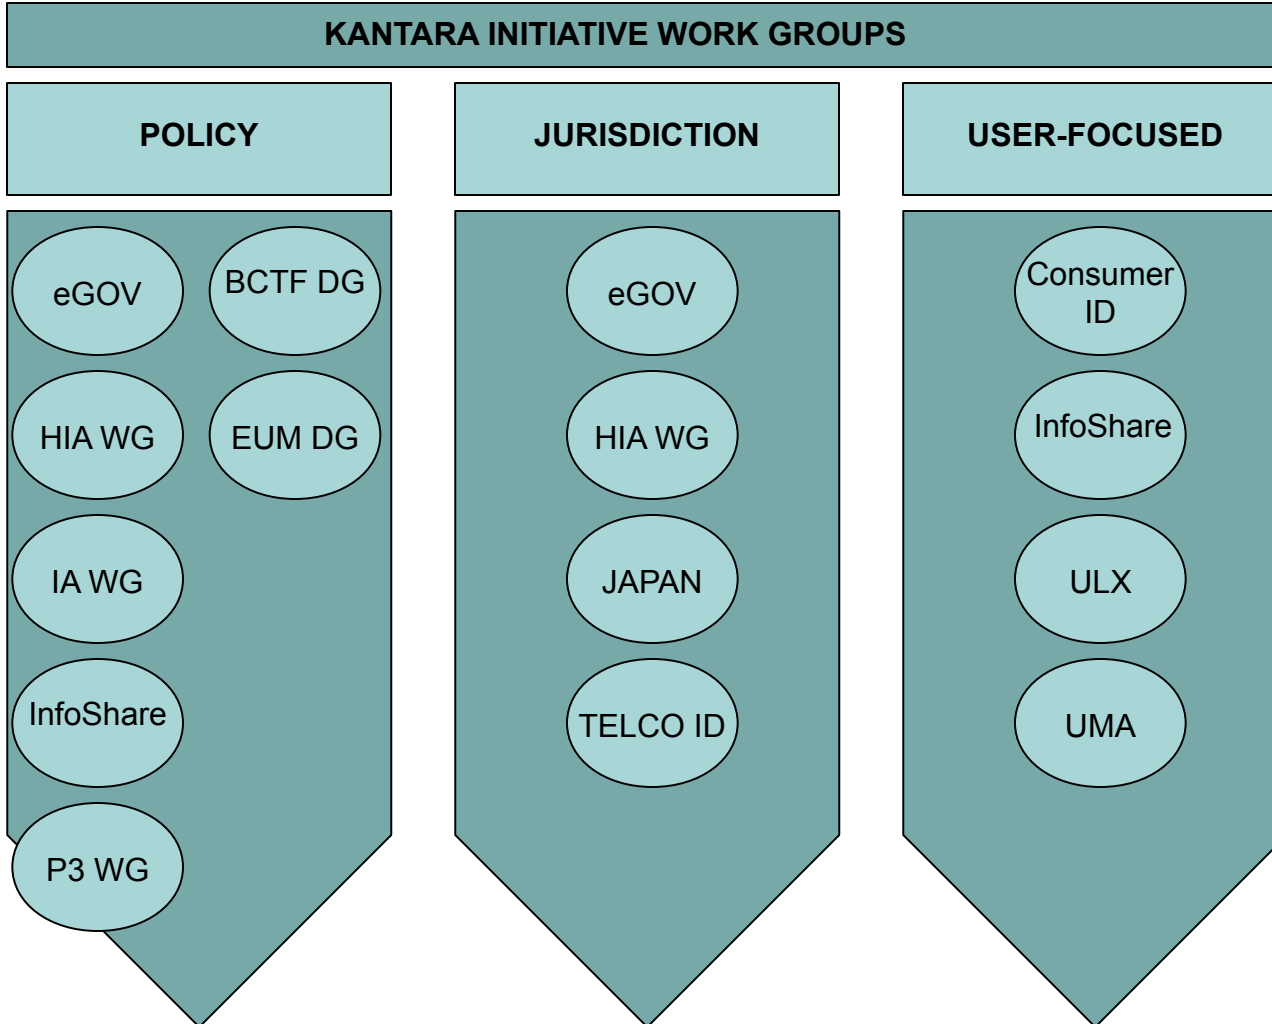 KANTARA INITIATIVE WORK GROUPS
POLICY
eGOV
BCTF DG
HIA WG
EUM DG
IA WG
InfoShare
P3 WG
JURISDICTION
eGOV
HIA WG
JAPAN
TELCO ID
USER-FOCUSED
Consumer
ID
InfoShare
ULX
UMA